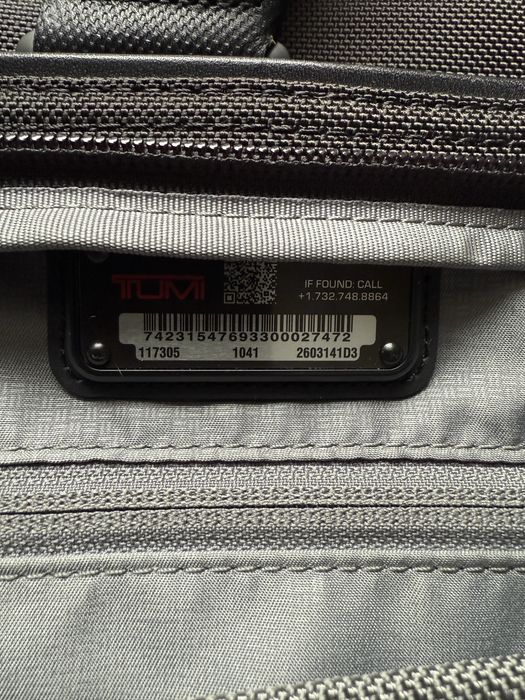 TUMI
IF FOUND: CALL
+1.732.748.8864
74231547693300027472
117305 1041 2603141D3